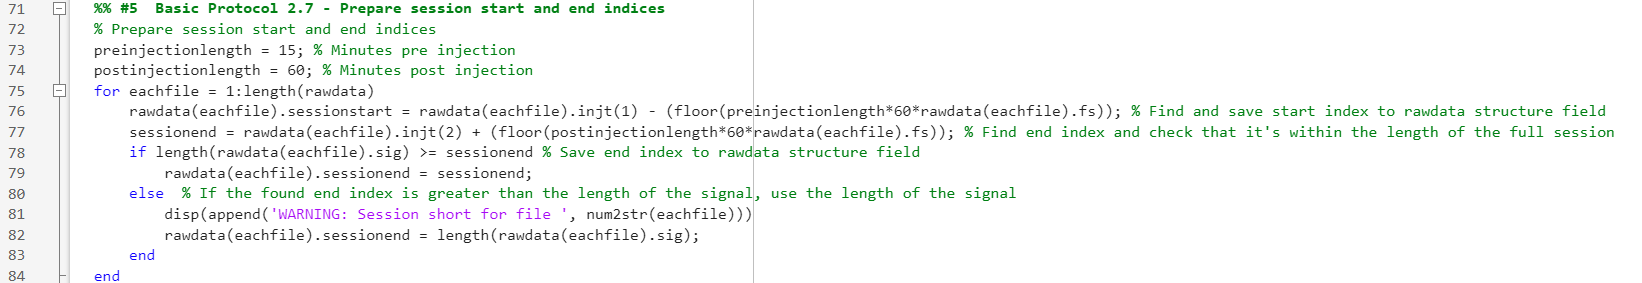 71 %% #5  Basic Protocol 2.7 - Prepare session start and end indices
72 % Prepare session start and end indices
73 preinjectionlength = 15; % Minutes pre injection
74 postinjectionlength = 60; % Minutes post injection
75 for eachfile = 1:length(rawdata)
76     rawdata(eachfile).sessionstart = rawdata(eachfile).injt(1) - (floor(preinjectionlength*60*rawdata(eachfile).fs)); % Find and save start index to rawdata structure field
77     sessionend = rawdata(eachfile).injt(2) + (floor(postinjectionlength*60*rawdata(eachfile).fs)); % Find end index and check that it's within the length of the full session
78     if length(rawdata(eachfile).sig) >= sessionend % Save end index to rawdata structure field
79         rawdata(eachfile).sessionend = sessionend;
80     else  % If the found end index is greater than the length of the signal, use the length of the signal
81         disp(append('WARNING: Session short for file ', num2str(eachfile)))
82         rawdata(eachfile).sessionend = length(rawdata(eachfile).sig);
83     end
84 end